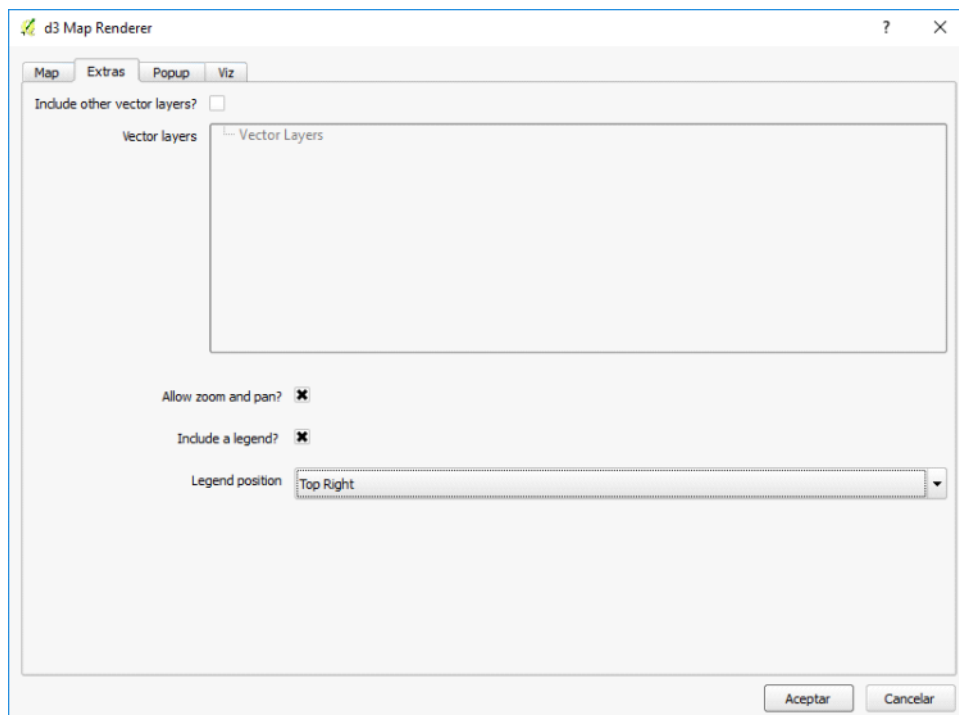 d3 Map Renderer ?
Map Extras Popup Viz
Include other vector layers?
Vector layers Vector Layers
Allow zoom and pan?
Include a legend?
Legend position Top Right
Aceptar Cancelar